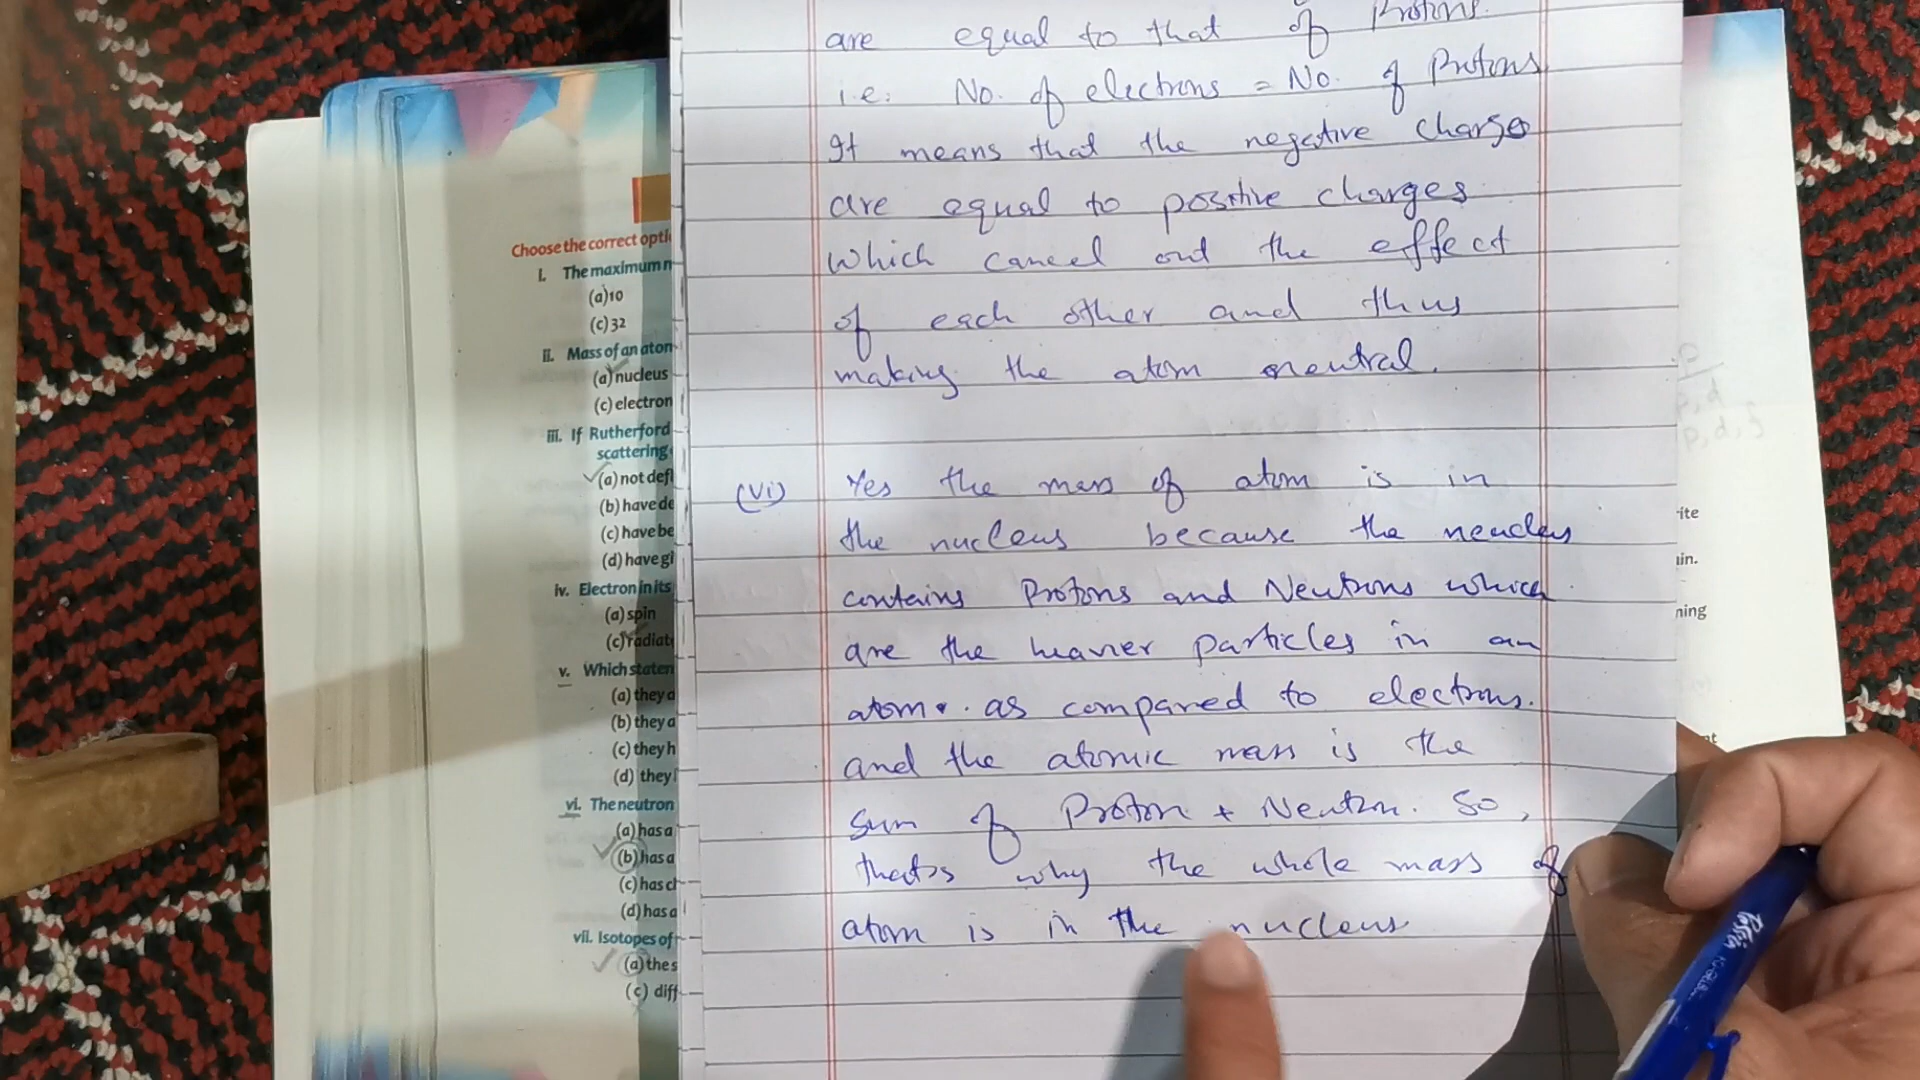 are equal to that of Protons.
i.e: No. of electrons = No. of Protons
It means that the negative charges
are equal to positive charges
which cancel out the effect
of each other and thus
making the atom neutral.
(vi) Yes the mass of atom is in
the nucleus because the neucleus
contains Protons and Neutrons which
are the heavier particles in an
atom. as compared to electrons.
and the atomic mass is the
sum of Proton + Neutron. So,
that's why the whole mass of
atom is in the nucleus
Choose the correct opti
i. The maximum n
(a) 10
(c) 32
ii. Mass of an atom
(a) nucleus
(c) electron
iii. If Rutherford
scattering
(a) not defl
(b) have de
(c) have be
(d) have gi
iv. Electron in its
(a) spin
(c) radiate
v. Which statem
(a) they a
(b) they a
(c) they h
(d) they
vi. The neutron
(a) has a
(b) has a
(c) has ch
(d) has a
vii. Isotopes of
(a) the s
(c) diff
p
p,d
p,d,f
ite
in.
ning